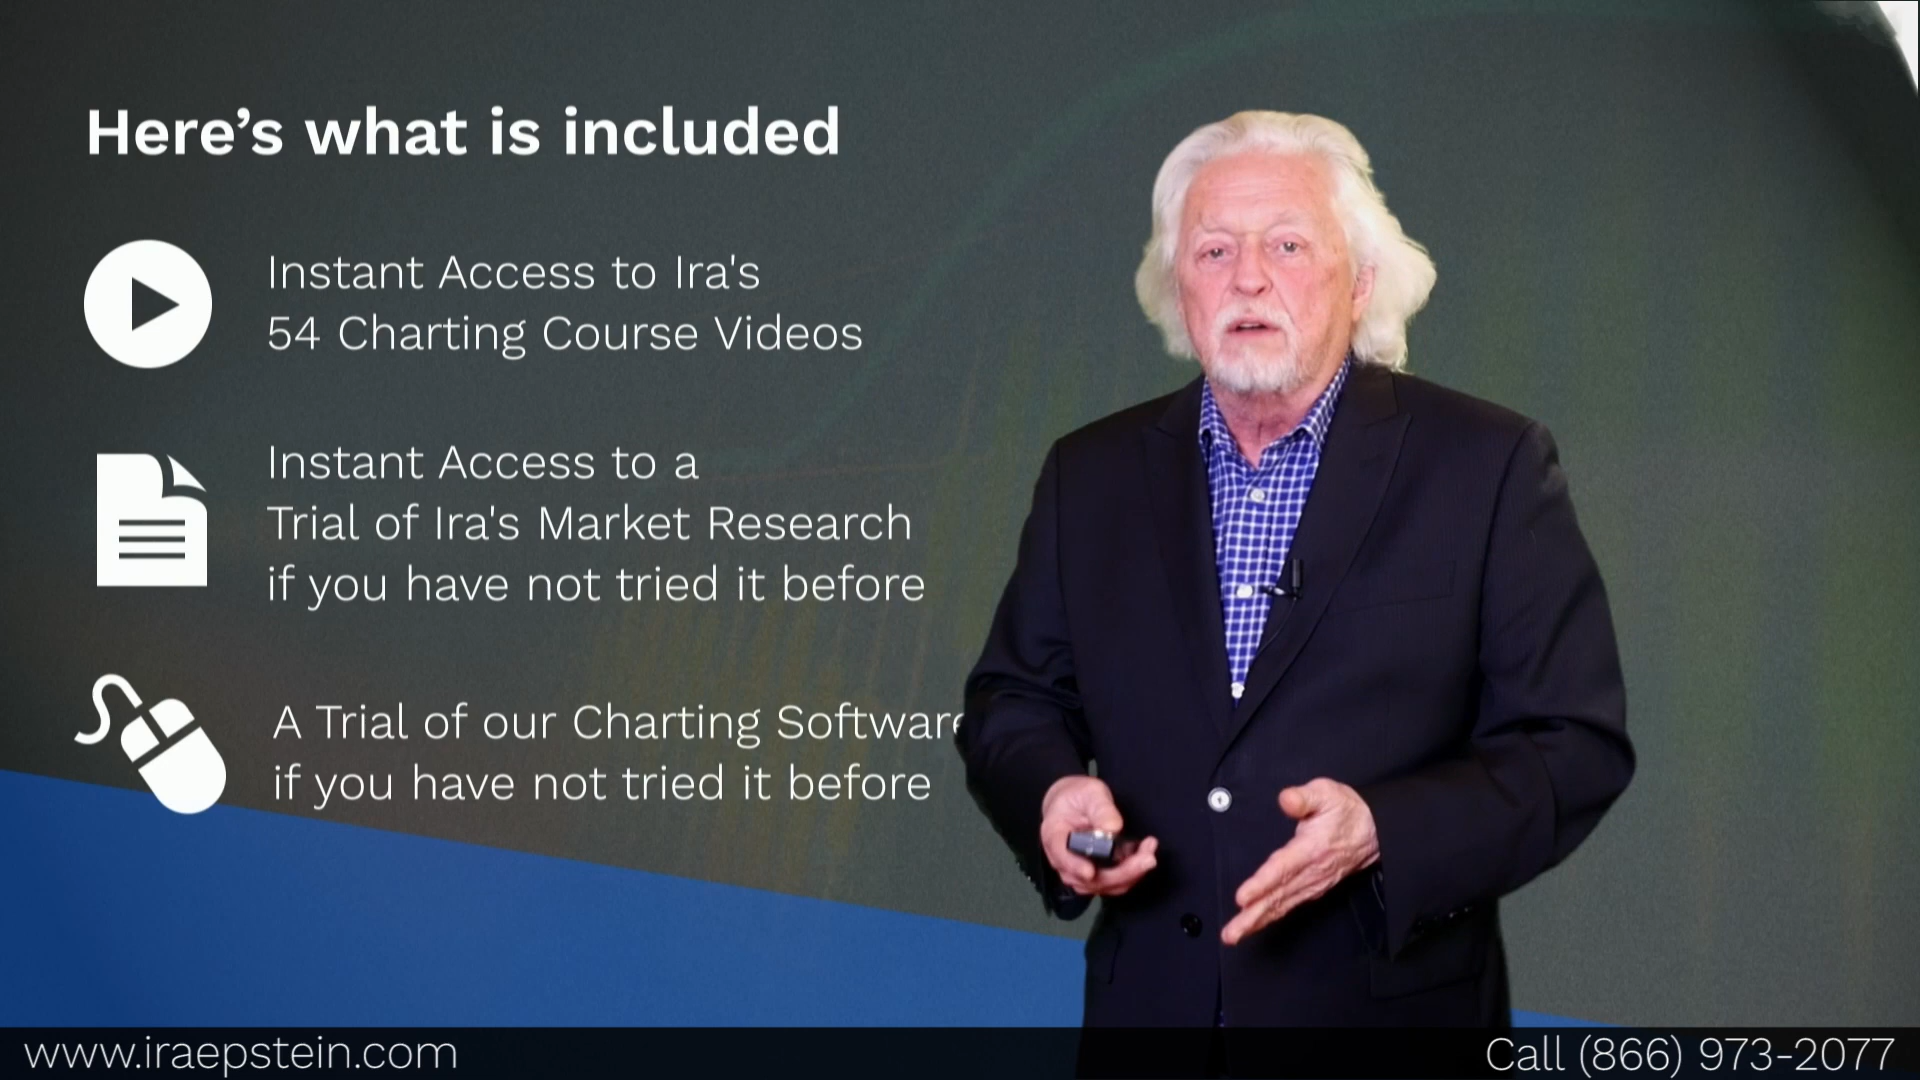 Here's what is included
Instant Access to Ira's
54 Charting Course Videos
Instant Access to a
Trial of Ira's Market Research
if you have not tried it before
A Trial of our Charting Software
if you have not tried it before
www.iraepstein.com
Call (866) 973-2077